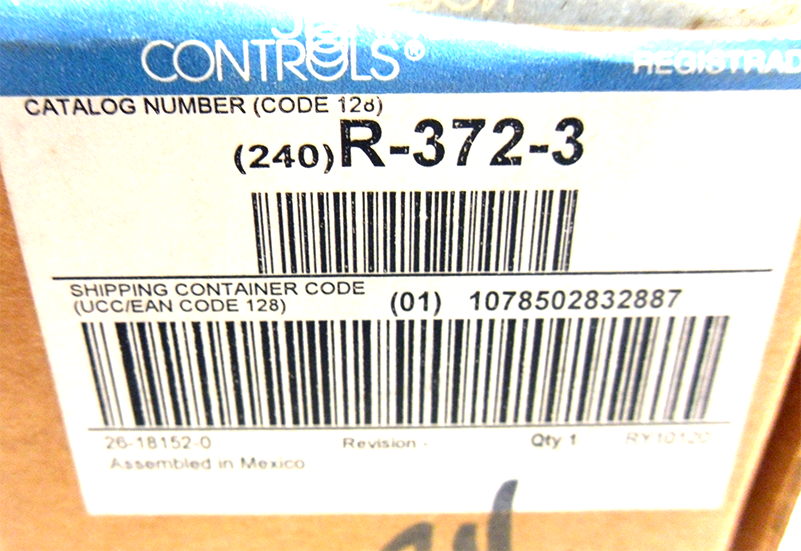 CONTROLS®
CATALOG NUMBER (CODE 128)
(240)R-372-3
SHIPPING CONTAINER CODE
(UCC/EAN CODE 128)
(01) 1078502832887
26-18152-0 Revision - Qty 1 RY10120
Assembled in Mexico